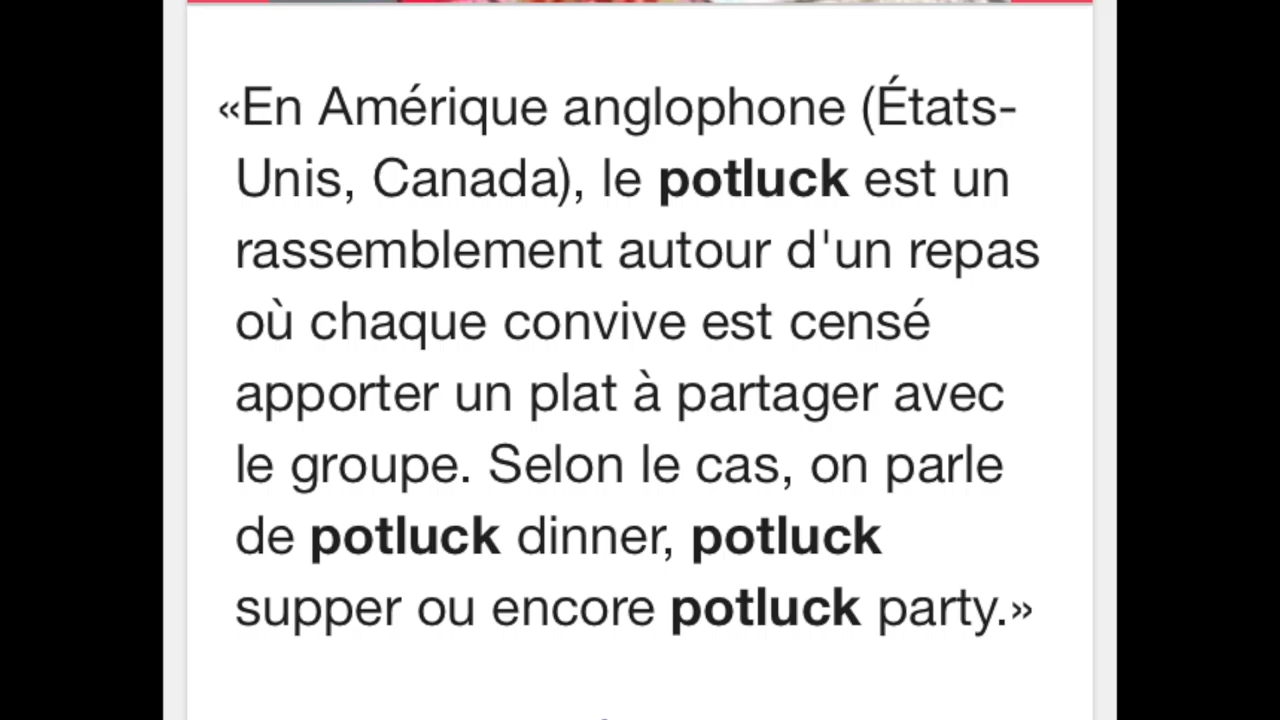 «En Amérique anglophone (États-
Unis, Canada), le potluck est un
rassemblement autour d'un repas
où chaque convive est censé
apporter un plat à partager avec
le groupe. Selon le cas, on parle
de potluck dinner, potluck
supper ou encore potluck party.»